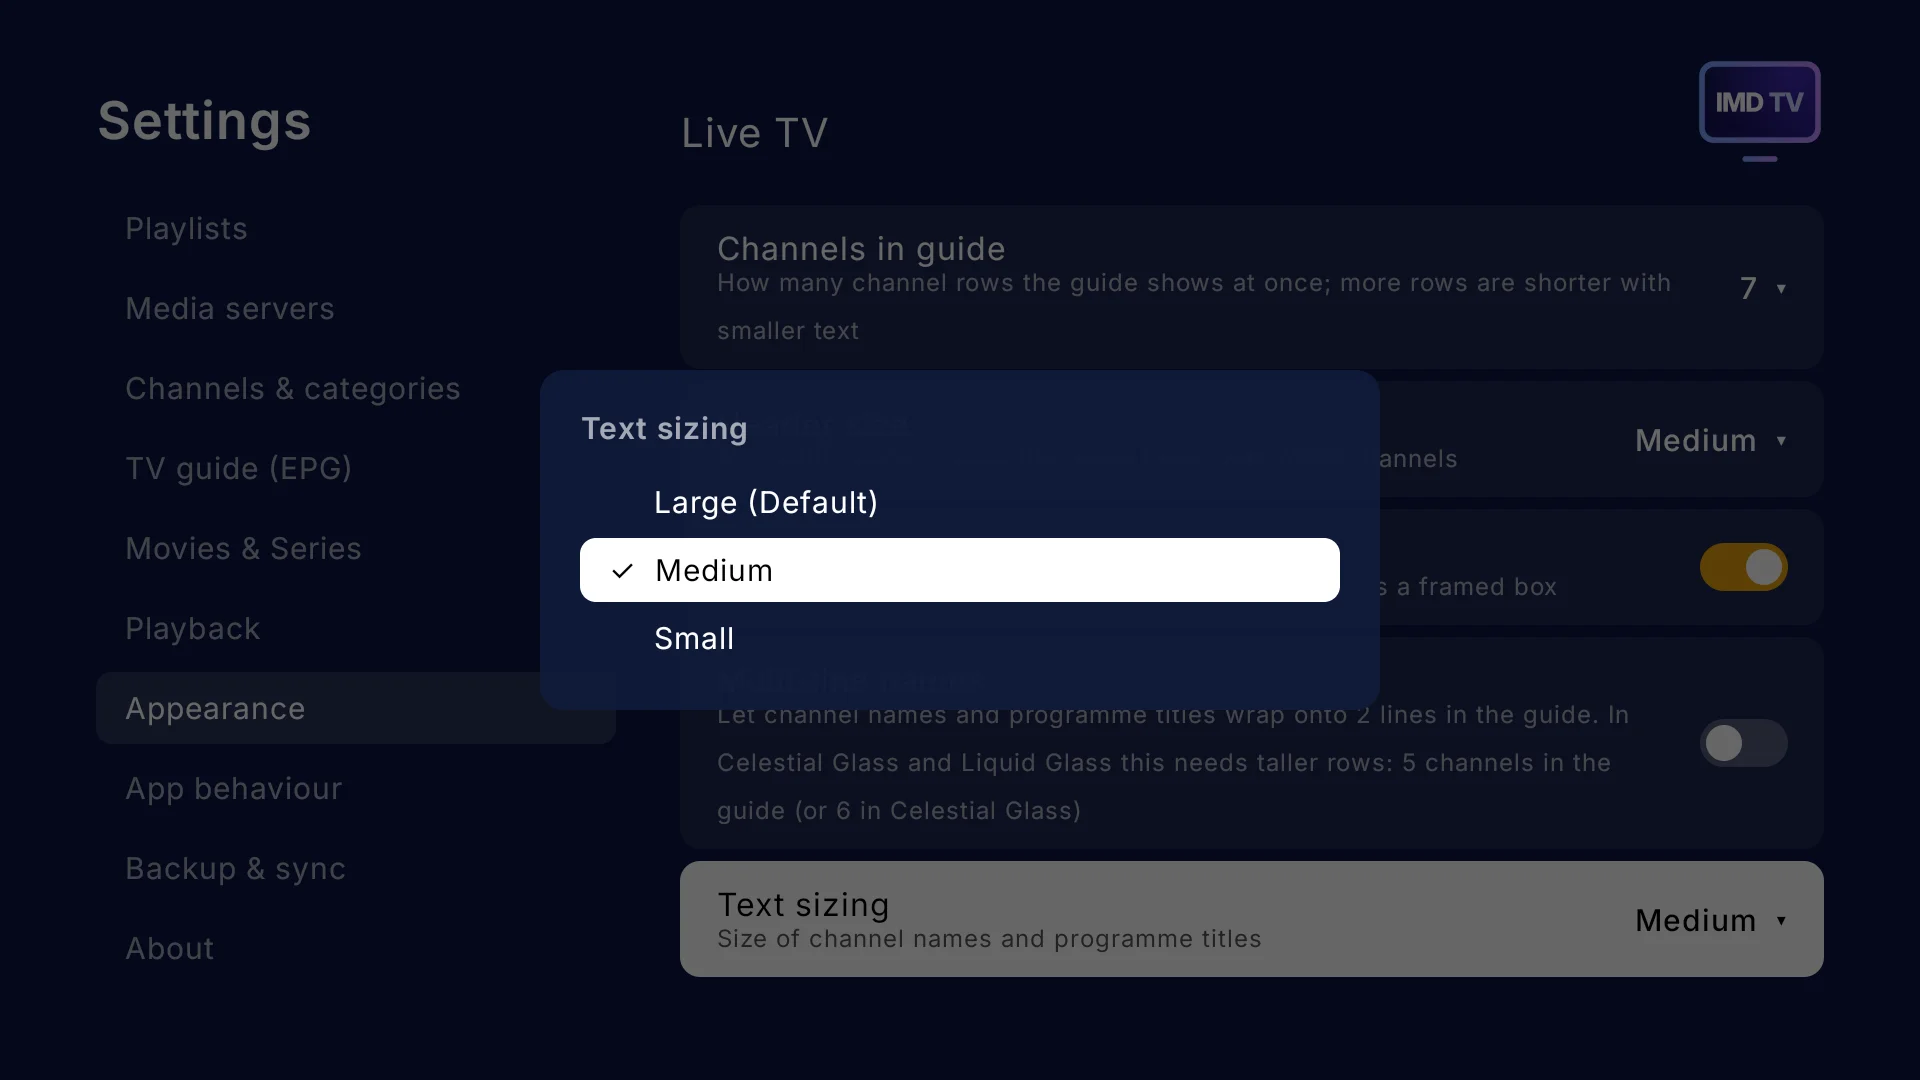 Settings
IMD TV
Live TV
Playlists
Media servers
Channels & categories
TV guide (EPG)
Movies & Series
Playback
Appearance
App behaviour
Backup & sync
About
Channels in guide
How many channel rows the guide shows at once; more rows are shorter with
smaller text
7
Text sizing
Large (Default)
Medium
Small
annels
Medium
a framed box
Let channel names and programme titles wrap onto 2 lines in the guide. In
Celestial Glass and Liquid Glass this needs taller rows: 5 channels in the
guide (or 6 in Celestial Glass)
Text sizing
Size of channel names and programme titles
Medium